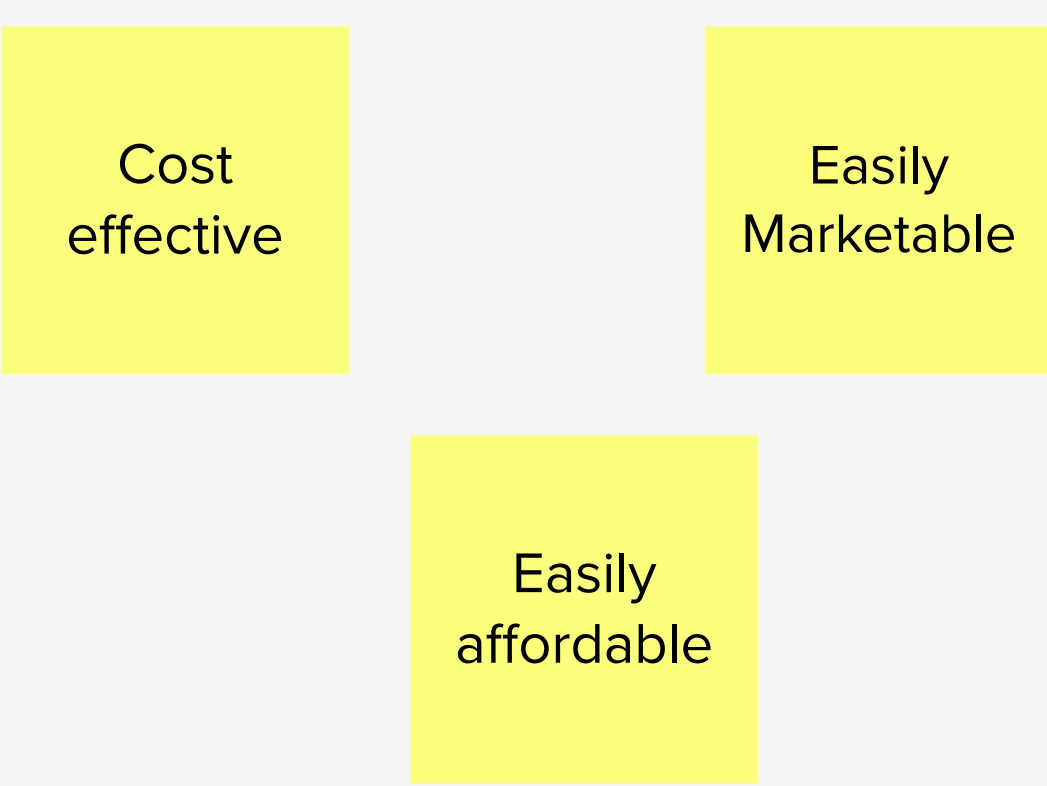 Cost
effective
Easily
Marketable
Easily
affordable